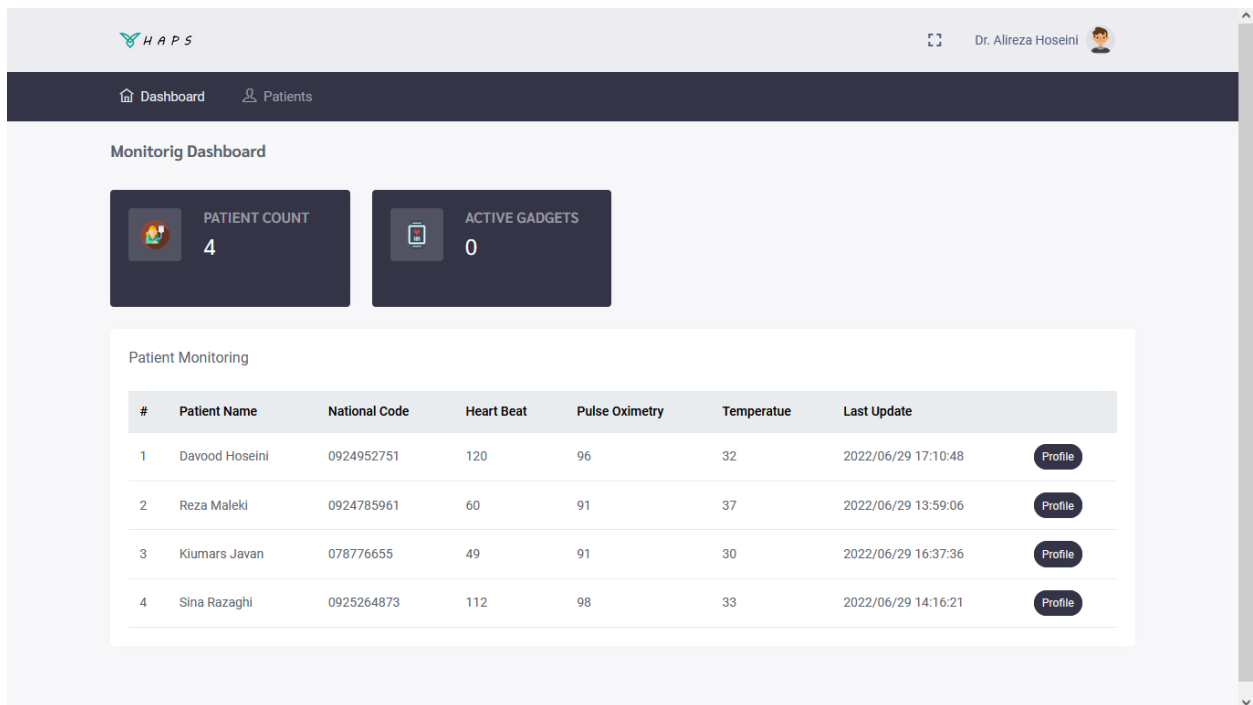 HAPS
Dr. Alireza Hoseini
Dashboard Patients
Monitorig Dashboard
PATIENT COUNT
4
ACTIVE GADGETS
0
Patient Monitoring
# Patient Name National Code Heart Beat Pulse Oximetry Temperatue Last Update
1 Davood Hoseini 0924952751 120 96 32 2022/06/29 17:10:48 Profile
2 Reza Maleki 0924785961 60 91 37 2022/06/29 13:59:06 Profile
3 Kiumars Javan 078776655 49 91 30 2022/06/29 16:37:36 Profile
4 Sina Razaghi 0925264873 112 98 33 2022/06/29 14:16:21 Profile